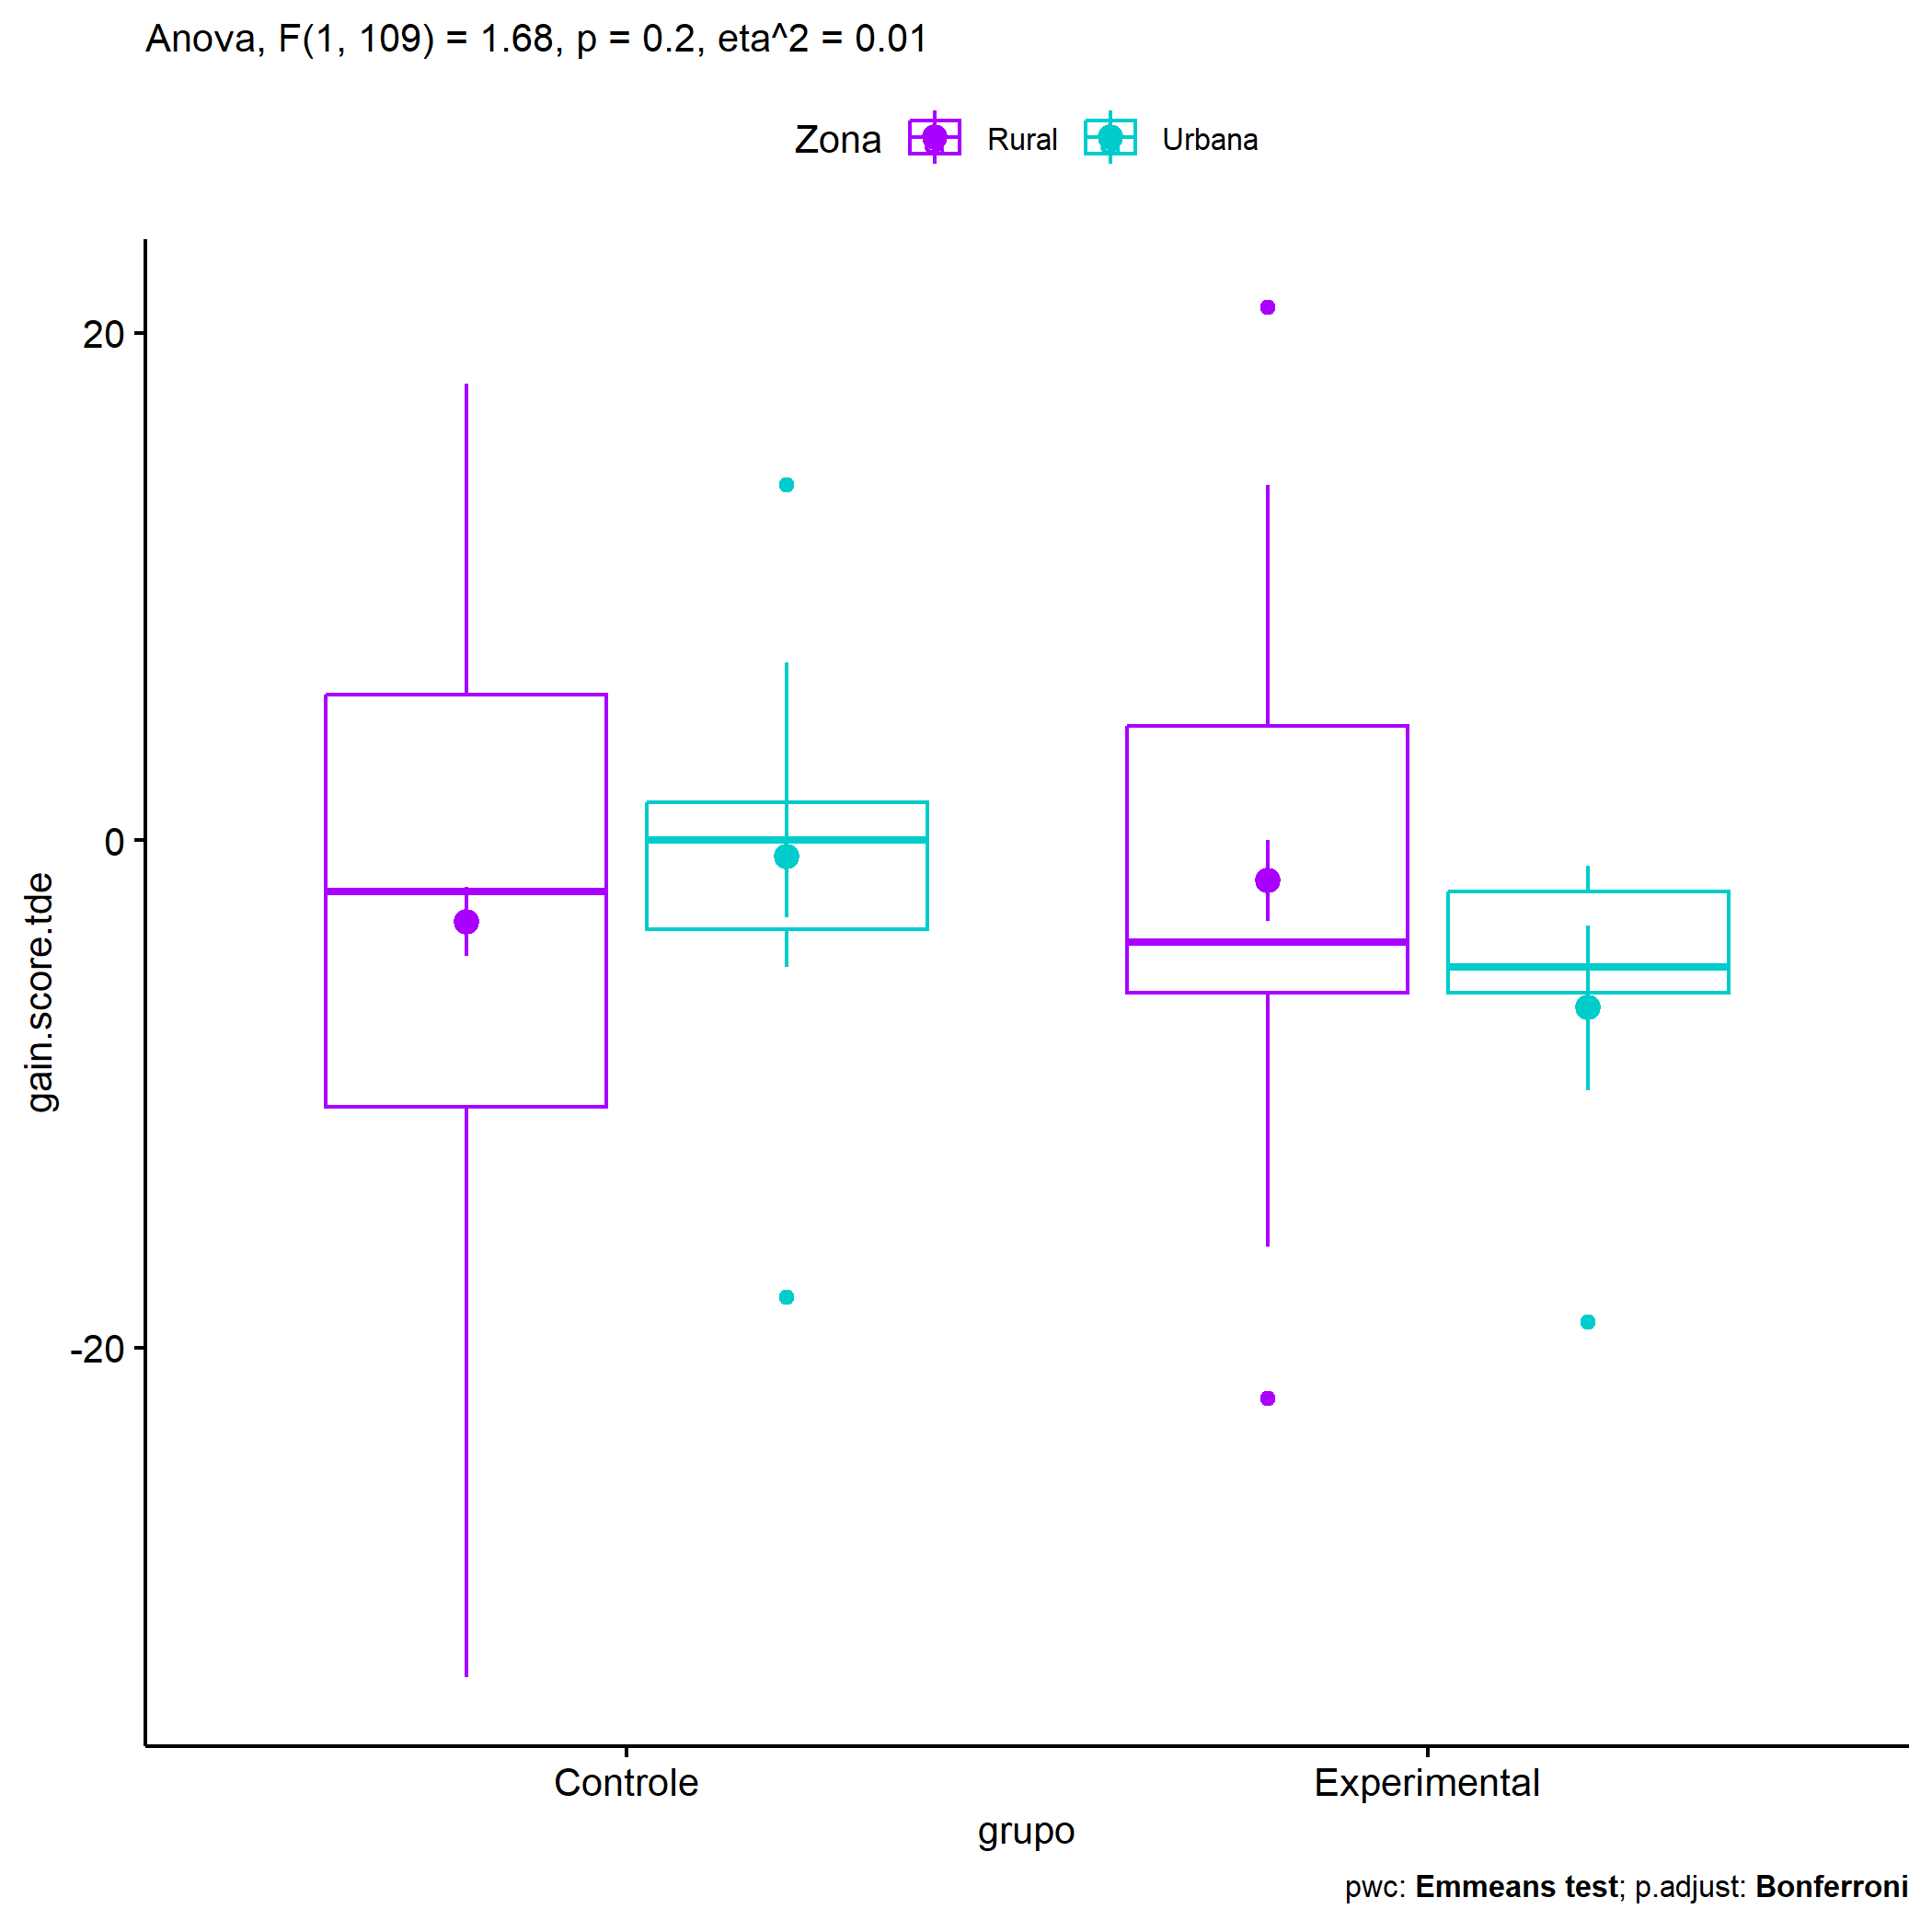 Anova, F(1, 109) = 1.68, p = 0.2, eta^2 = 0.01
Zona Rural Urbana
20
0
-20
gain.score.tde
Controle Experimental
grupo
pwc: Emmeans test; p.adjust: Bonferroni